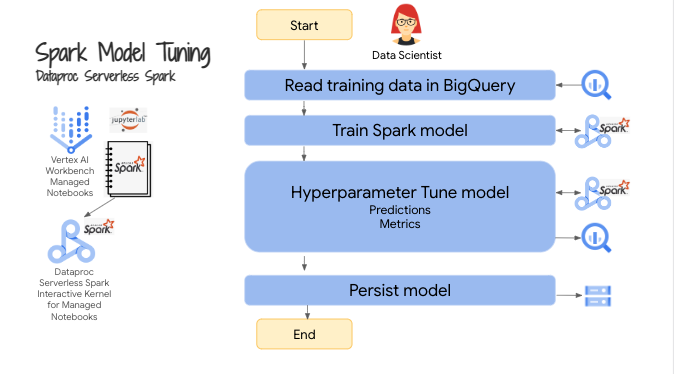 Start
Data Scientist
Spark Model Tuning
Dataproc Serverless Spark
Read training data in BigQuery
Train Spark model
Hyperparameter Tune model
Predictions
Metrics
Persist model
End
jupyterlab
Vertex AI
Workbench
Managed
Notebooks
Spark
Spark
Dataproc
Serverless Spark
Interactive Kernel
for Managed
Notebooks
Spark
Spark